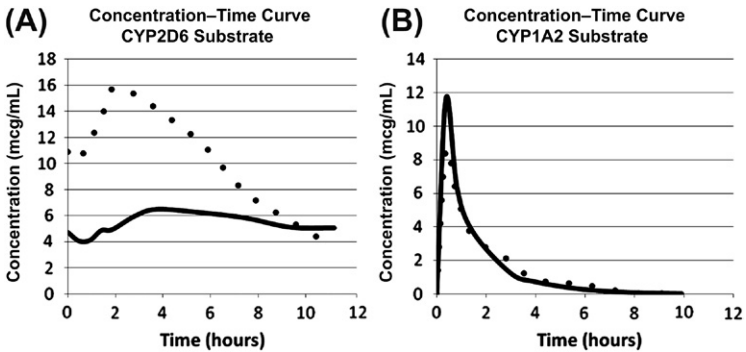 (A)
Concentration–Time Curve
CYP2D6 Substrate
Concentration (mcg/mL)
18
16
14
12
10
8
6
4
2
0
0 2 4 6 8 10 12
Time (hours)
(B)
Concentration–Time Curve
CYP1A2 Substrate
Concentration (mcg/mL)
14
12
10
8
6
4
2
0
0 2 4 6 8 10 12
Time (hours)